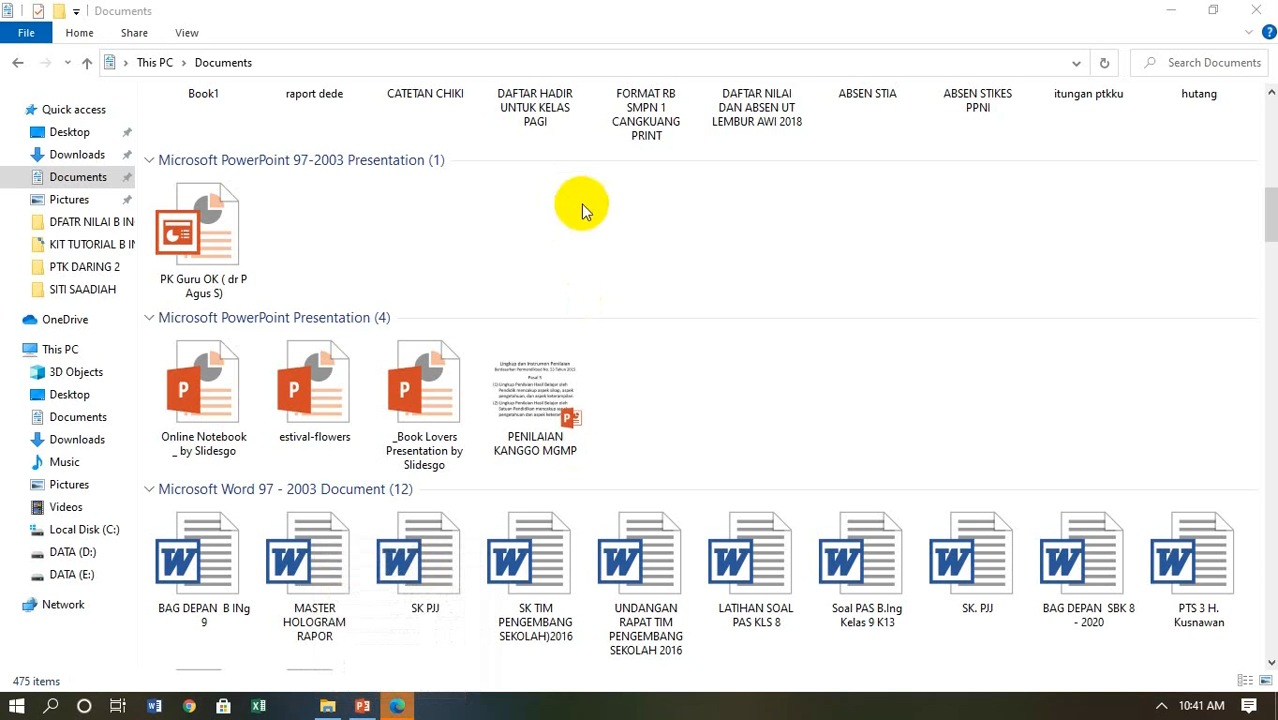 Documents
File
Home
Share
View
This PC
Documents
Search Documents
Quick access
Desktop
Downloads
Documents
Pictures
DFATR NILAI B IN
KIT TUTORIAL B IN
PTK DARING 2
SITI SAADIAH
OneDrive
This PC
3D Objects
Desktop
Documents
Downloads
Music
Pictures
Videos
Local Disk (C:)
DATA (D:)
DATA (E:)
Network
Book1
raport dede
CATETAN CHIKI
DAFTAR HADIR
UNTUK KELAS
PAGI
FORMAT RB
SMPN 1
CANGKUANG
PRINT
DAFTAR NILAI
DAN ABSEN UT
LEMBUR AWI 2018
ABSEN STIA
ABSEN STIKES
PPNI
itungan ptkku
hutang
Microsoft PowerPoint 97-2003 Presentation (1)
PK Guru OK ( dr P
Agus S)
Microsoft PowerPoint Presentation (4)
Online Notebook
_ by Slidesgo
estival-flowers
_Book Lovers
Presentation by
Slidesgo
Lingkup dan Instrumen Penilaian
PENILAIAN
KANGGO MGMP
Microsoft Word 97 - 2003 Document (12)
BAG DEPAN B INg
9
MASTER
HOLOGRAM
RAPOR
SK PJJ
SK TIM
PENGEMBANG
SEKOLAH)2016
UNDANGAN
RAPAT TIM
PENGEMBANG
SEKOLAH 2016
LATIHAN SOAL
PAS KLS 8
Soal PAS B.Ing
Kelas 9 K13
SK. PJJ
BAG DEPAN SBK 8
- 2020
PTS 3 H.
Kusnawan
475 items
10:41 AM